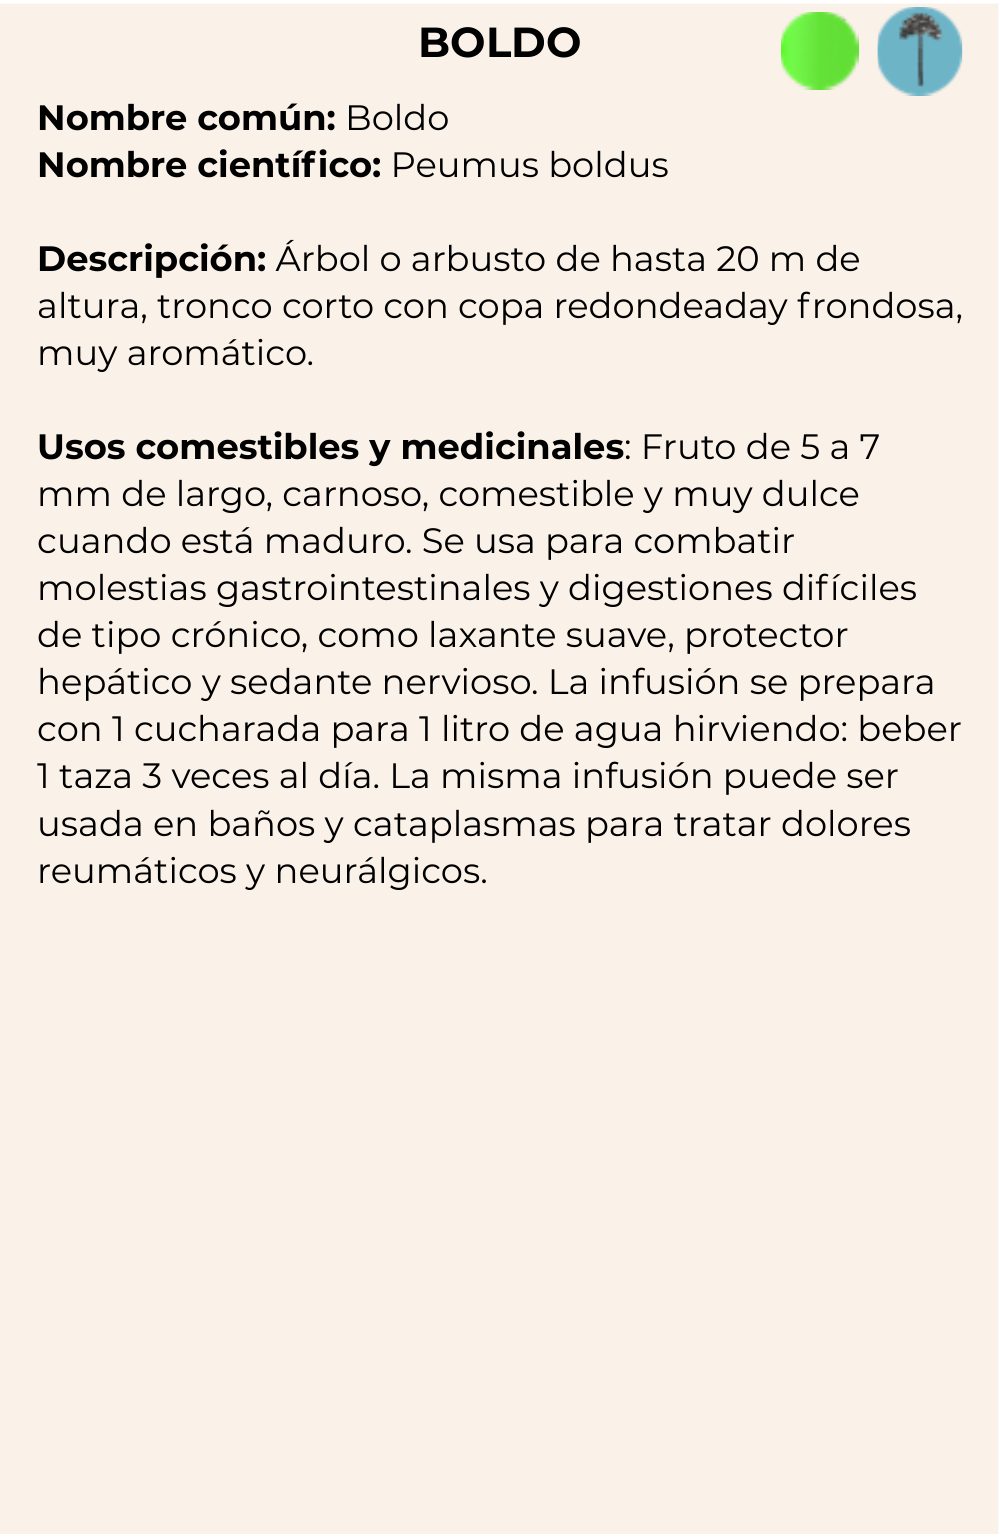 BOLDO
Nombre común: Boldo
Nombre científico: Peumus boldus
Descripción: Árbol o arbusto de hasta 20 m de
altura, tronco corto con copa redondeaday frondosa,
muy aromático.
Usos comestibles y medicinales: Fruto de 5 a 7
mm de largo, carnoso, comestible y muy dulce
cuando está maduro. Se usa para combatir
molestias gastrointestinales y digestiones difíciles
de tipo crónico, como laxante suave, protector
hepático y sedante nervioso. La infusión se prepara
con 1 cucharada para 1 litro de agua hirviendo: beber
1 taza 3 veces al día. La misma infusión puede ser
usada en baños y cataplasmas para tratar dolores
reumáticos y neurálgicos.